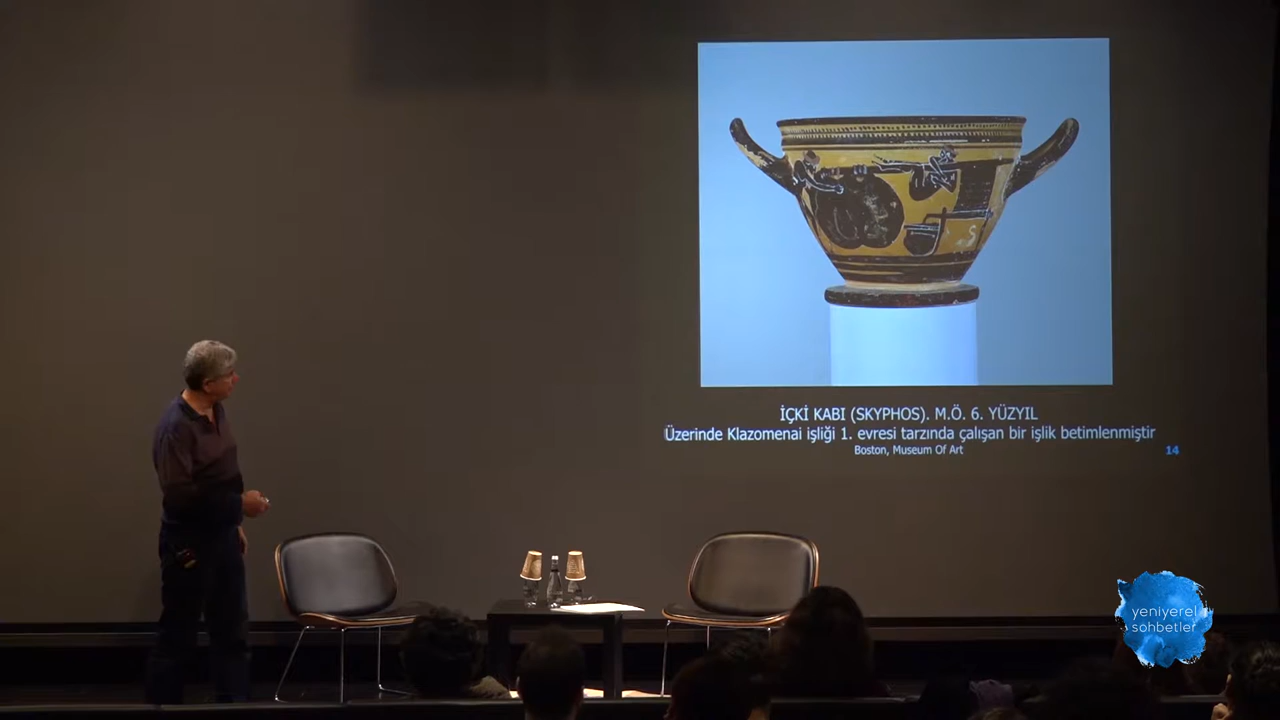 İÇKİ KABI (SKYPHOS). M.Ö. 6. YÜZYIL
Üzerinde Klazomenai işliği 1. evresi tarzında çalışan bir işlik betimlenmiştir
Boston, Museum Of Art
14
yeniyerel
sohbetler